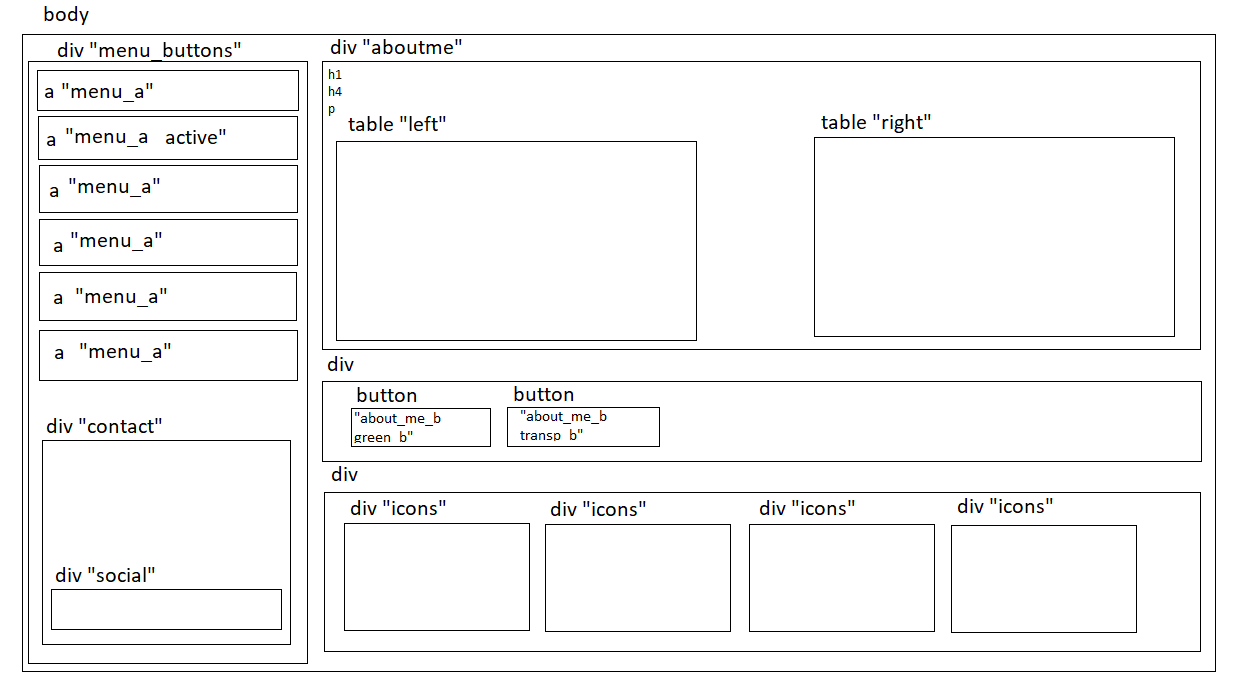 body
div "menu_buttons"
a "menu_a"
a "menu_a active"
a "menu_a"
a "menu_a"
a "menu_a"
a "menu_a"
div "contact"
div "social"
div "aboutme"
h1
h4
p
table "left"
table "right"
div
button
"about_me_b
green_b"
button
"about_me_b
transp_b"
div
div "icons"
div "icons"
div "icons"
div "icons"